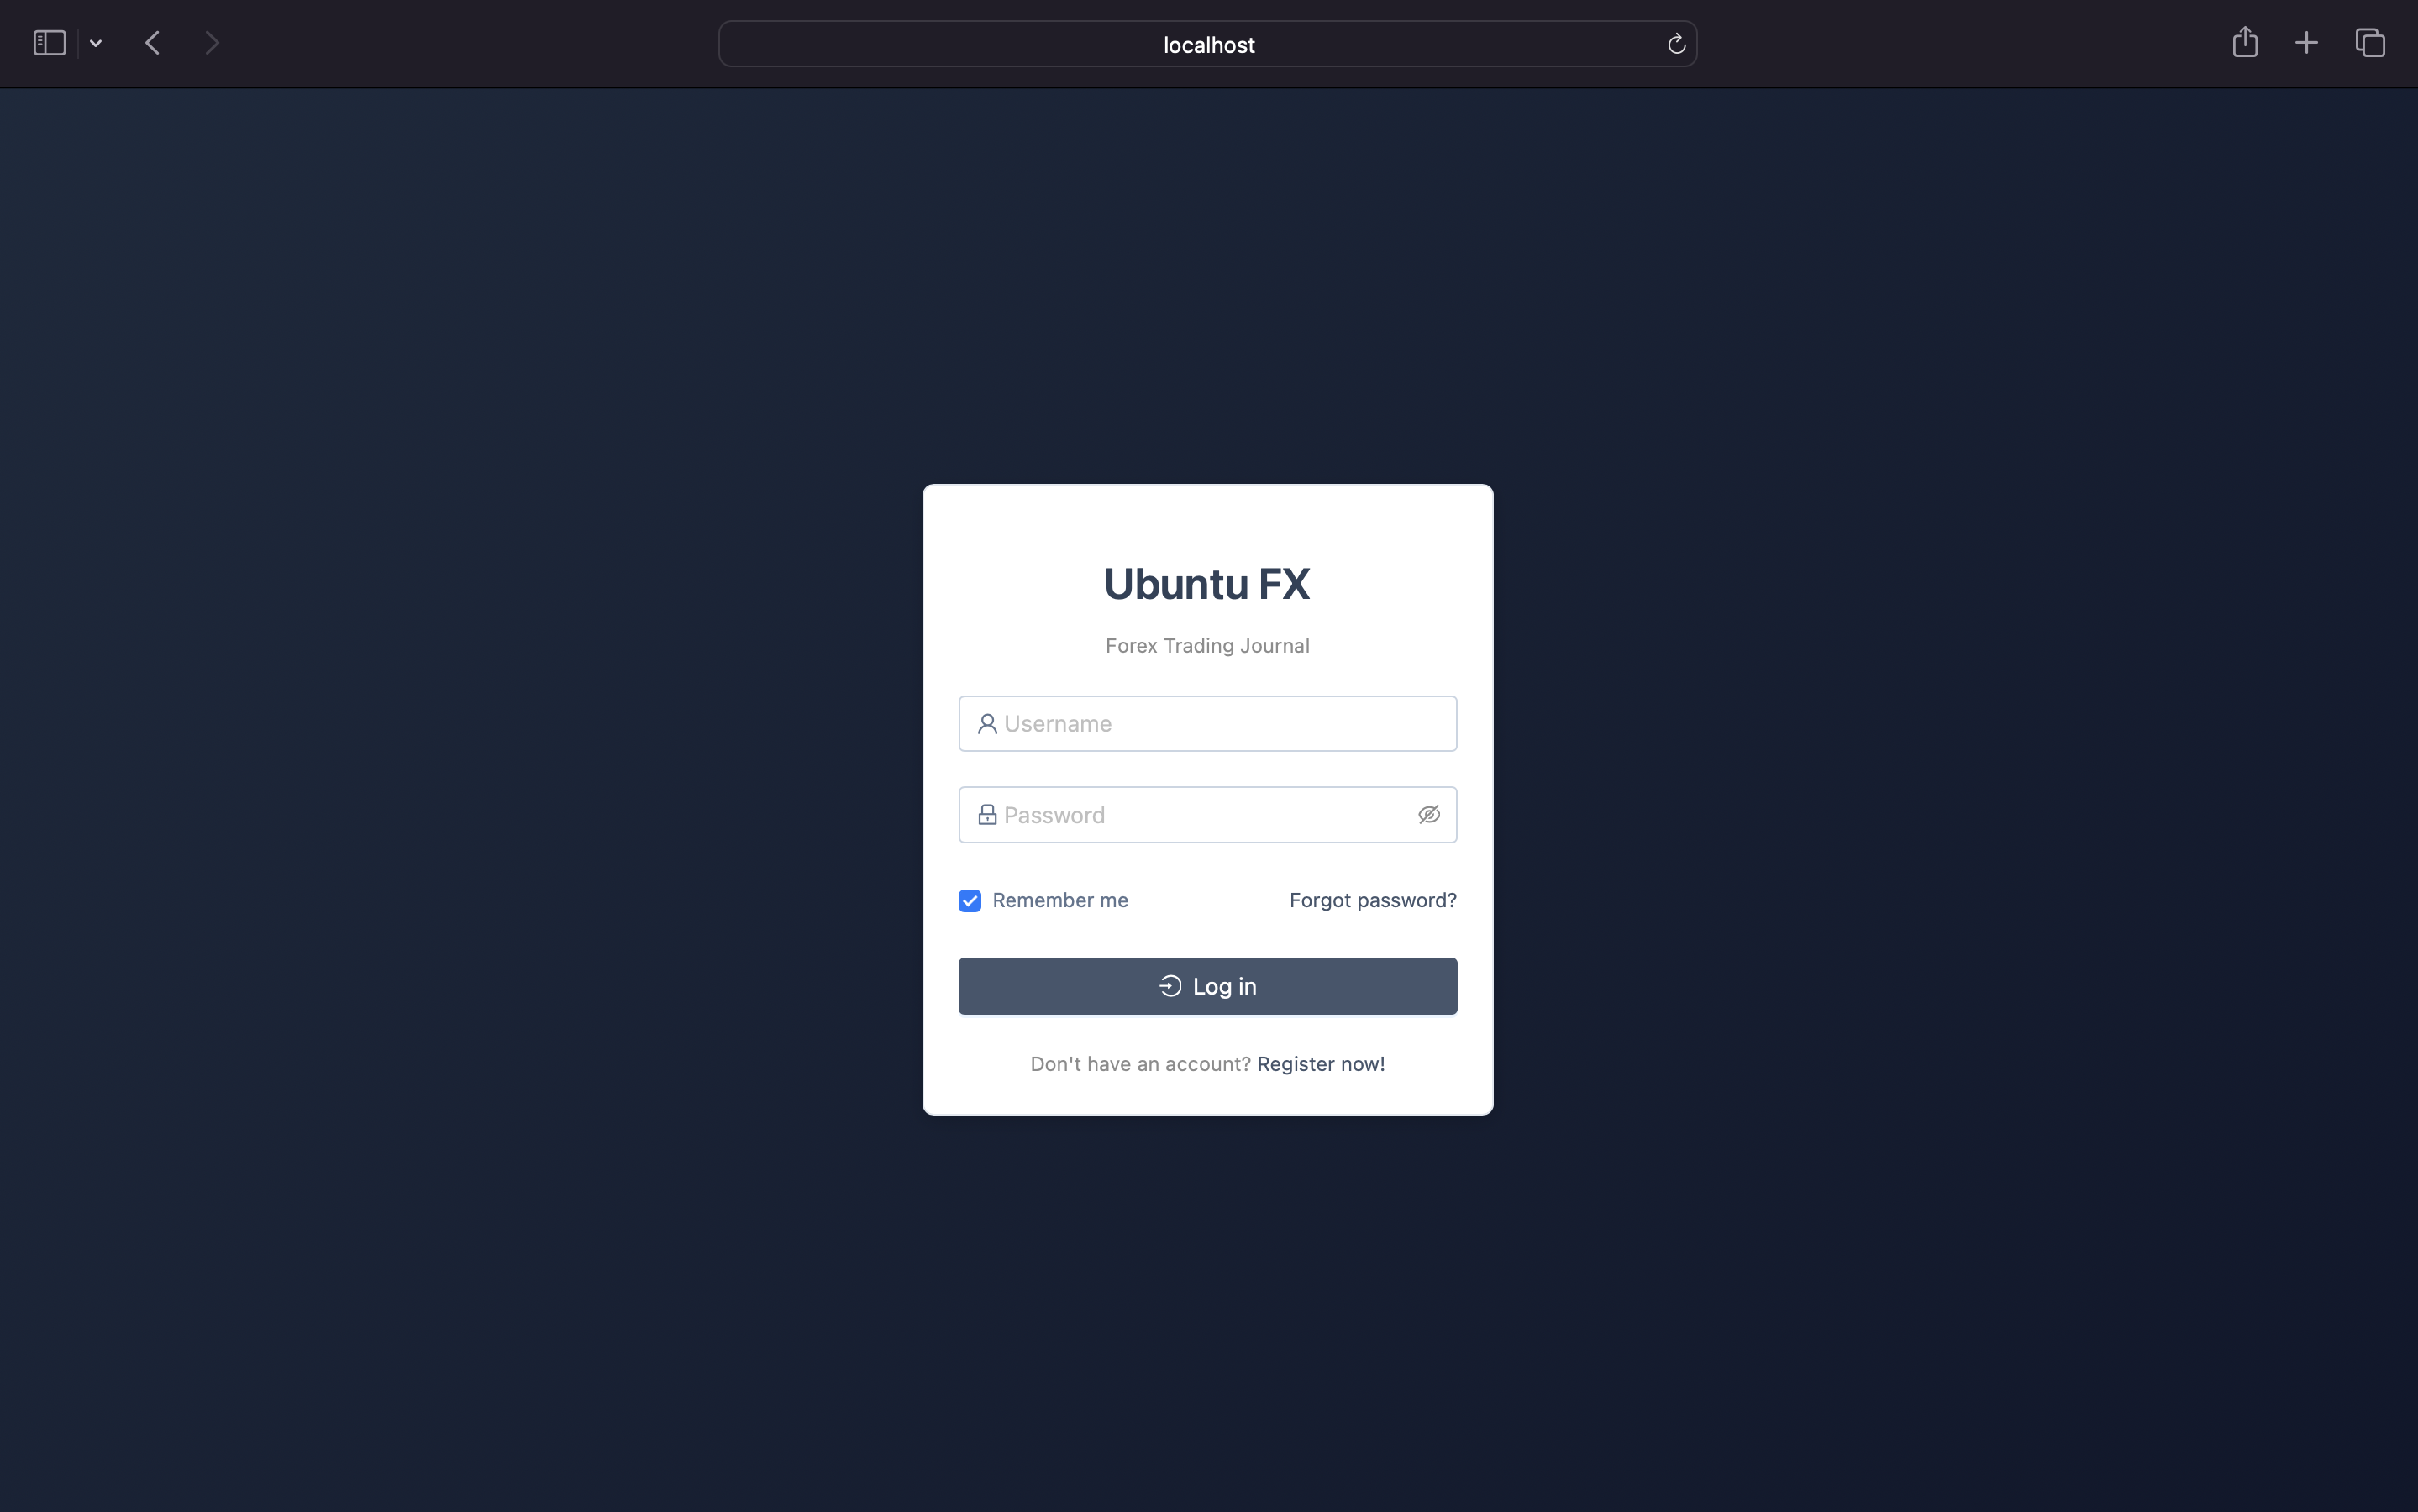 localhost
Ubuntu FX
Forex Trading Journal
Username
Password
Remember me Forgot password?
Log in
Don't have an account? Register now!